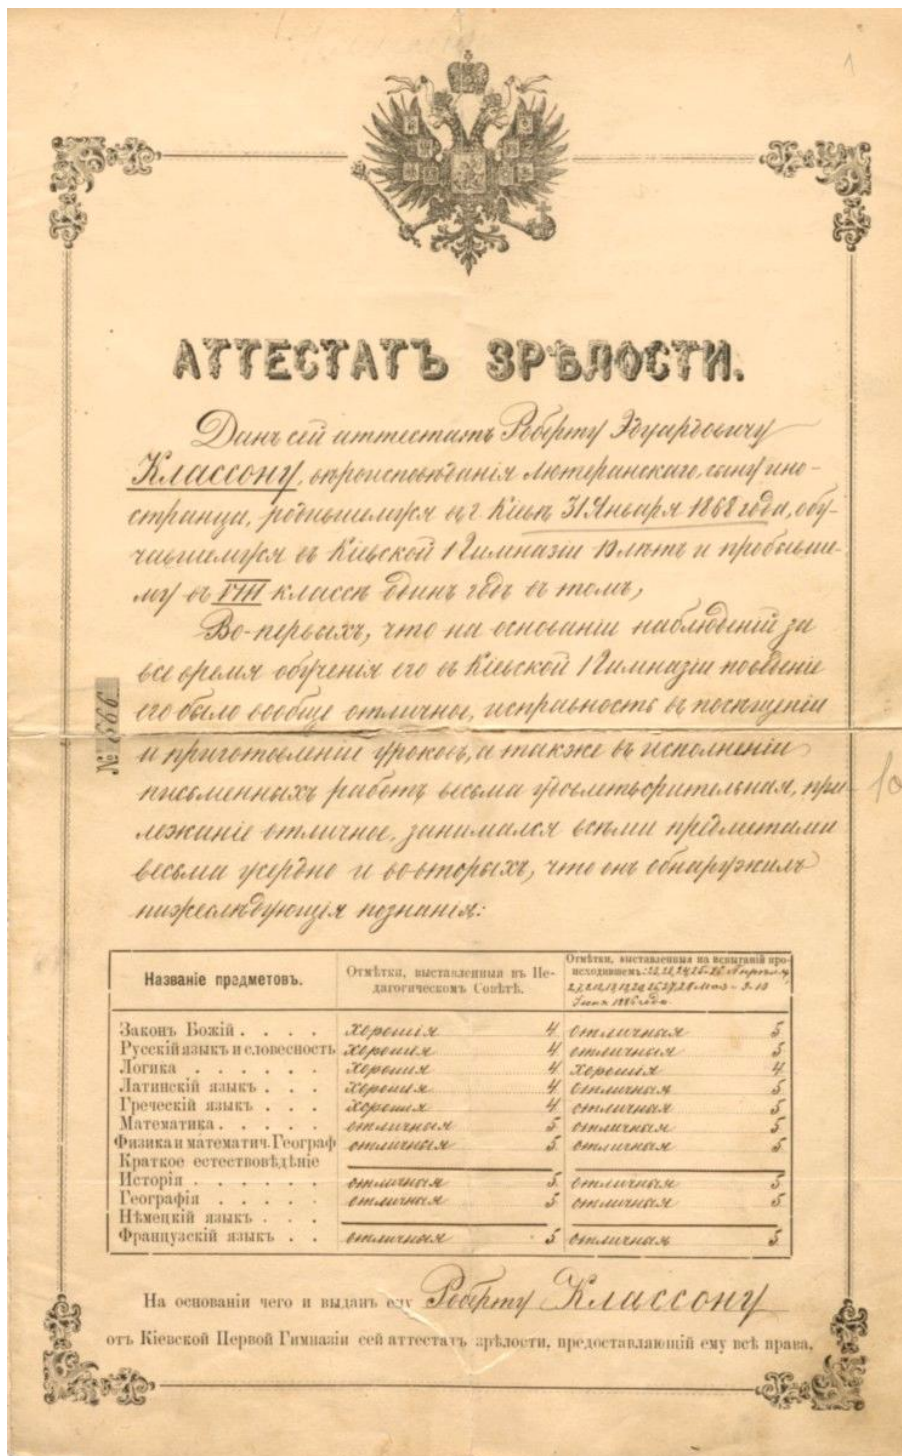 АТТЕСТАТЪ ЗРѢЛОСТИ.
Данъ сей аттестатъ Роберту Эдуардовичу
Классону, вѣроисповѣданія лютеранскаго, сыну ино-
странца, родившемуся въ г. Кіевѣ 31 Января 1868 года, обу-
чавшемуся въ Кіевской 1 Гимназіи лѣтъ и пробывше-
му въ VIII классѣ одинъ годъ въ томъ,
Во-первыхъ, что на основаніи наблюденій за
все время обученія его въ Кіевской 1 Гимназіи поведеніе
его было вообще отличное, исправность въ посѣщеніи
и приготовленіи уроковъ, а также въ исполненіи
письменныхъ работъ весьма удовлетворительная, при-
лежаніе отличное, занимался всѣми предметами
весьма усердно и во-вторыхъ, что онъ обнаружилъ
нижеслѣдующія познанія:
№
Названіе предметовъ. Отмѣтки, выставленныя въ Пе-
дагогическомъ Совѣтѣ. Отмѣтки, выставленныя на испытаніи про-
исходившемъ
Законъ Божій . . . . хорошія 4 отличныя 5
Русскій языкъ и словесность хорошія 4 отличныя 5
Логика . . . . . . хорошія 4 хорошія 4
Латинскій языкъ . . . хорошія 4 отличныя 5
Греческій языкъ . . . хорошія 4 отличныя 5
Математика . . . . . отличныя 5 отличныя 5
Физика и математич. Географ отличныя 5 отличныя 5
Краткое естествовѣдѣніе
Исторія . . . . . . отличныя 5 отличныя 5
Географія . . . . . отличныя 5 отличныя 5
Нѣмецкій языкъ . . .
Французскій языкъ . . отличныя 5 отличныя 5
На основаніи чего и выданъ ему Роберту Классону
отъ Кіевской Первой Гимназіи сей аттестатъ зрѣлости, предоставляющій ему всѣ права,